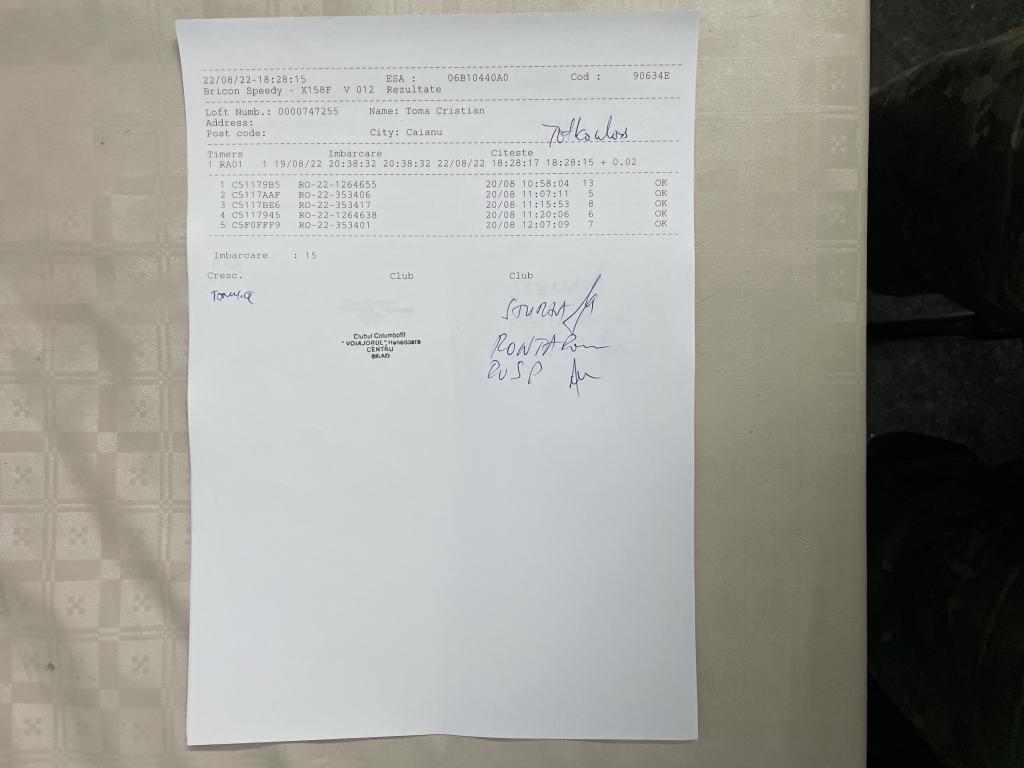 22/08/22-18:28:15 ESA : 06B10440A0 Cod : 90634E
Bricon Speedy - X158F V 012 Rezultate
Loft Numb.: 0000747255 Name: Toma Cristian
Address:
Post code: City: Caianu
Timers Imbarcare Citeste
1 RA01 1 19/08/22 20:38:32 20:38:32 22/08/22 18:28:17 18:28:15 + 0.02
1 C51179B5 RO-22-1264655 20/08 10:58:04 13 OK
2 C5117AAF RO-22-353406 20/08 11:07:11 5 OK
3 C5117BE6 RO-22-353417 20/08 11:15:53 8 OK
4 C5117945 RO-22-1264638 20/08 11:20:06 6 OK
5 C5F0FFF9 RO-22-353401 20/08 12:07:09 7 OK
Imbarcare : 15
Cresc. Club Club
Clubul Columbofil
"VOIAJORUL" Hunedoara
CENTRU
RUSP